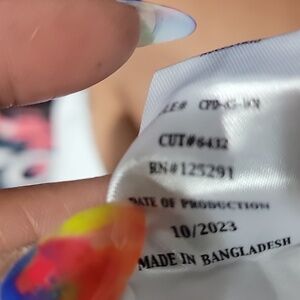 CUT#6432
RN#125291
DATE OF PRODUCTION
10/2023
MADE IN BANGLADESH